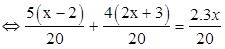 ⇔ 5(x − 2)/20 + 4(2x + 3)/20 = 2.3x/20